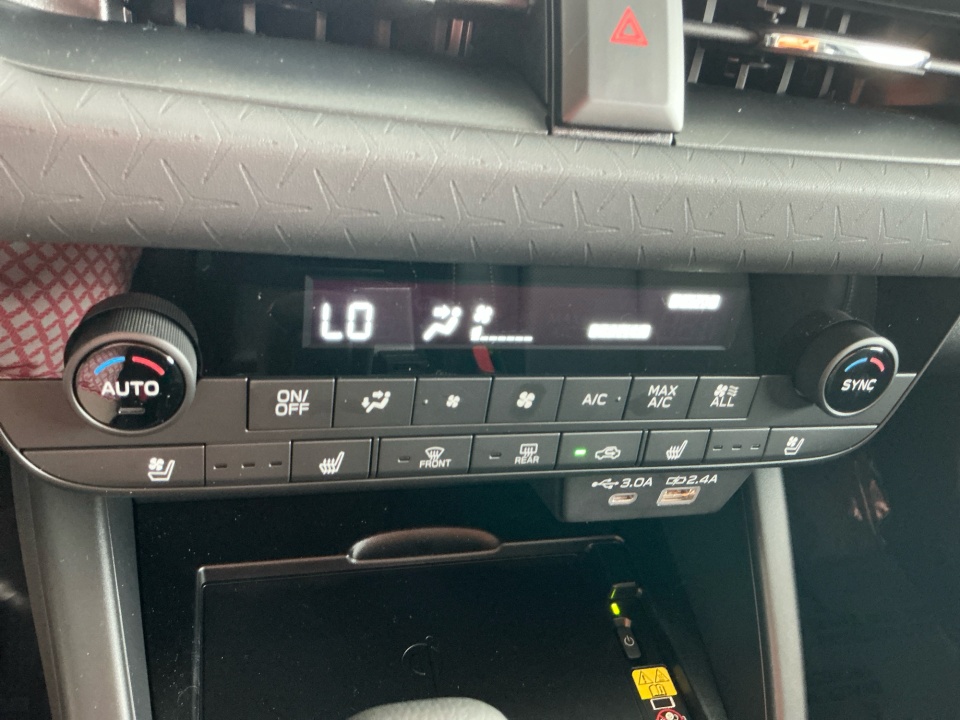 LO
AUTO
SYNC
ON/
OFF
A/C
MAX
A/C
ALL
FRONT
REAR
3.0A
2.4A